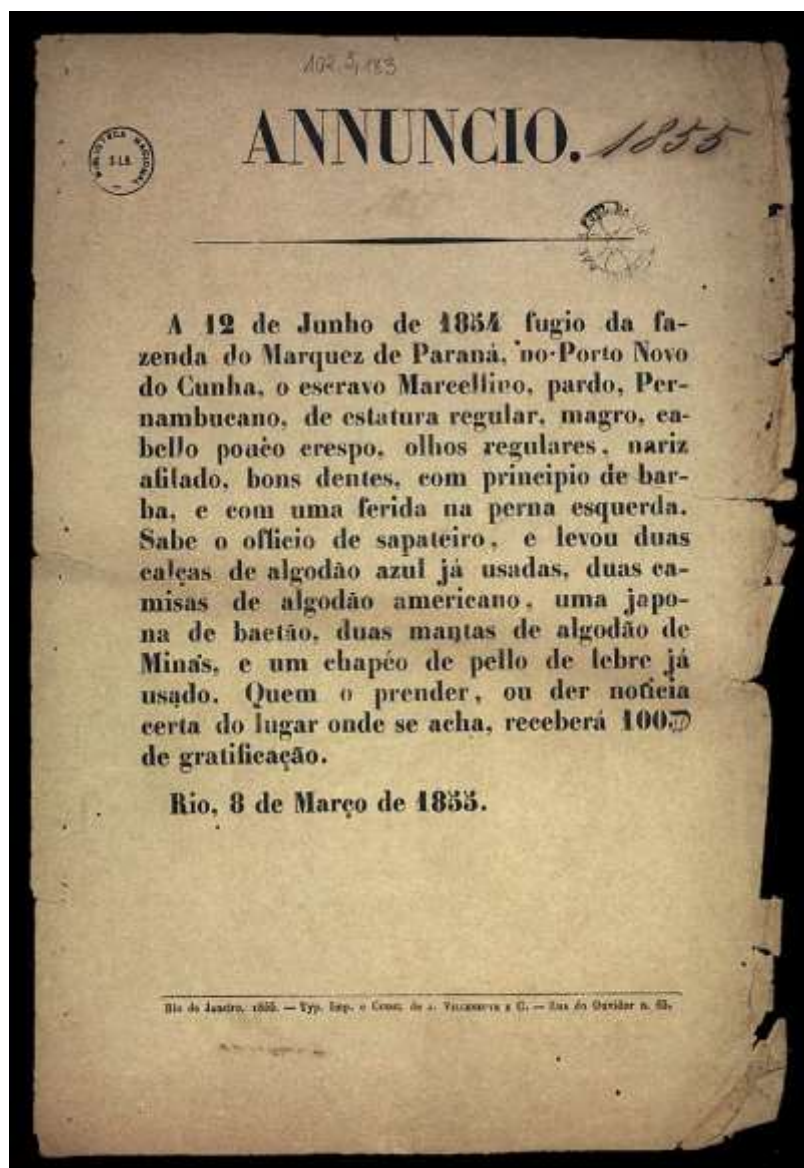 102,3,183
ANNUNCIO. 1855
BIBLIOTECA NACIONAL
S.L.R.
A 12 de Junho de 1854 fugio da fa-
zenda do Marquez de Paraná, no Porto Novo
do Cunha, o escravo Marcellino, pardo, Per-
nambucano, de estatura regular, magro, ca-
bello pouco crespo, olhos regulares, nariz
afilado, bons dentes, com principio de bar-
ba, e com uma ferida na perna esquerda.
Sabe o officio de sapateiro, e levou duas
calças de algodão azul já usadas, duas ca-
misas de algodão americano, uma japo-
na de baetão, duas mantas de algodão de
Minas, e um chapéo de pello de lebre já
usado. Quem o prender, ou der noticia
certa do lugar onde se acha, receberá 100$
de gratificação.
Rio, 8 de Março de 1855.
Rio de Janeiro, 1855. — Typ. Imp. e Const. de J. VILLENEUVE e C. — Rua do Ouvidor n. 65.